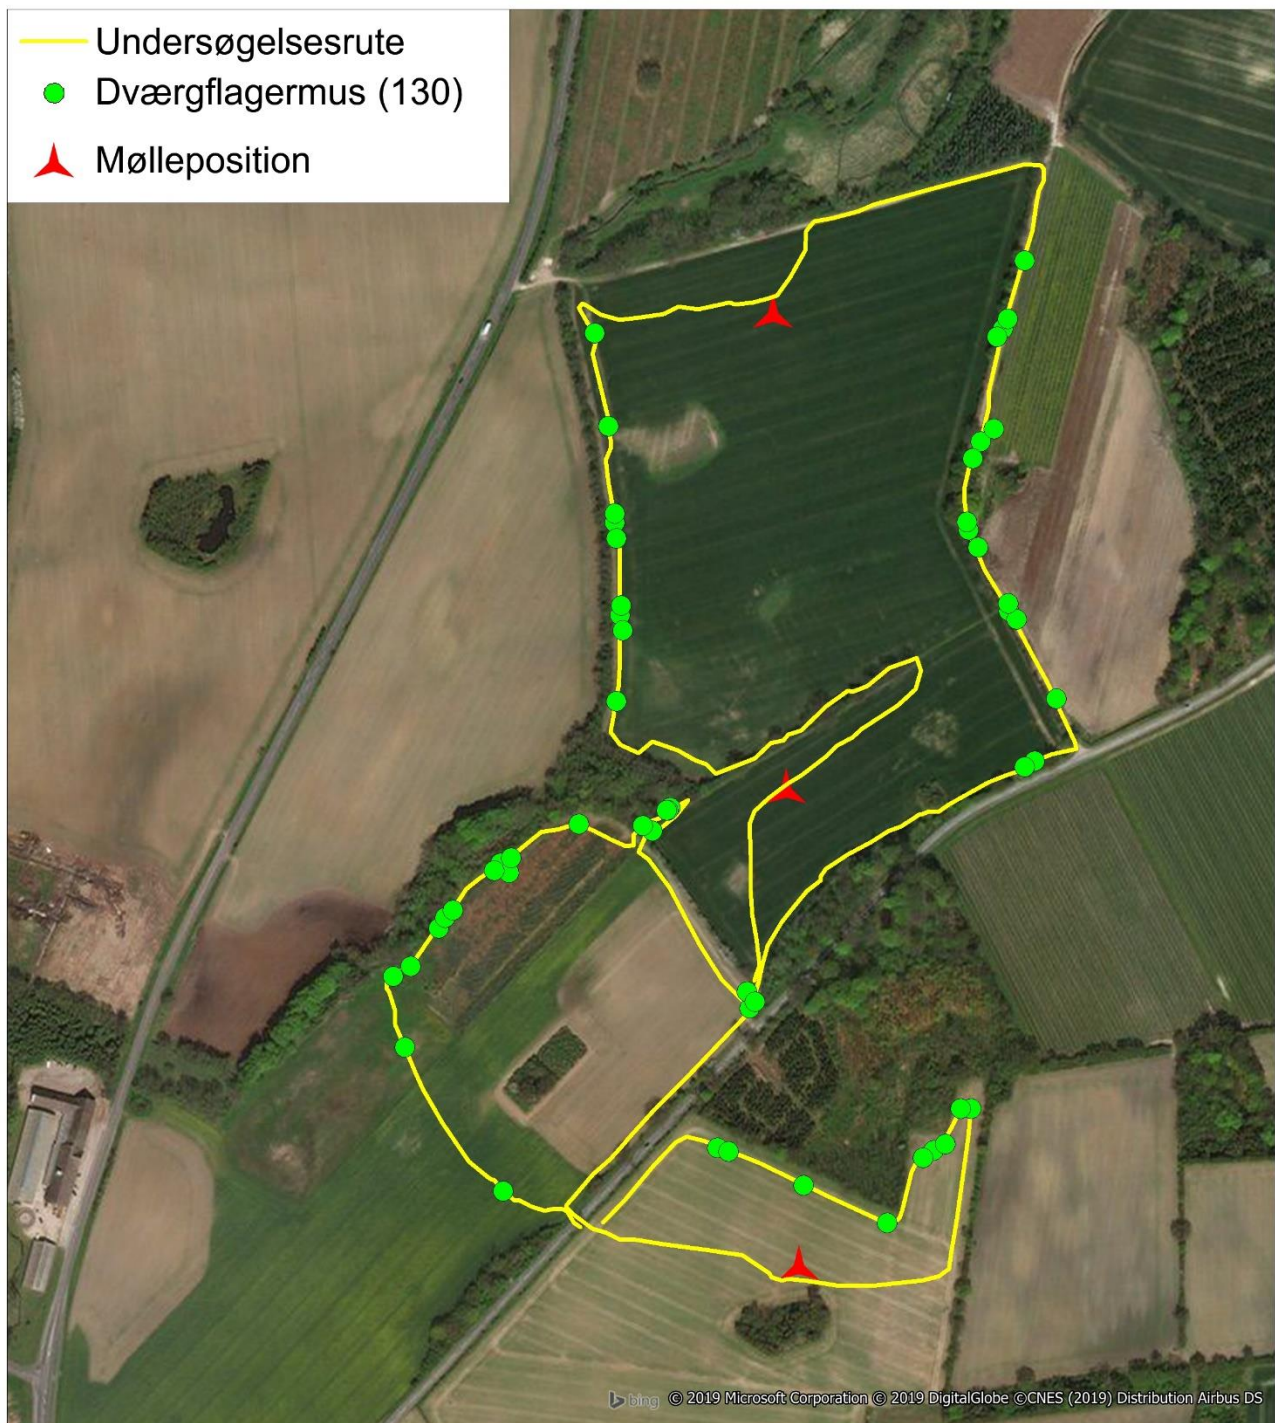 Undersøgelsesrute
Dværgflagermus (130)
Mølleposition
bing © 2019 Microsoft Corporation © 2019 DigitalGlobe ©CNES (2019) Distribution Airbus DS